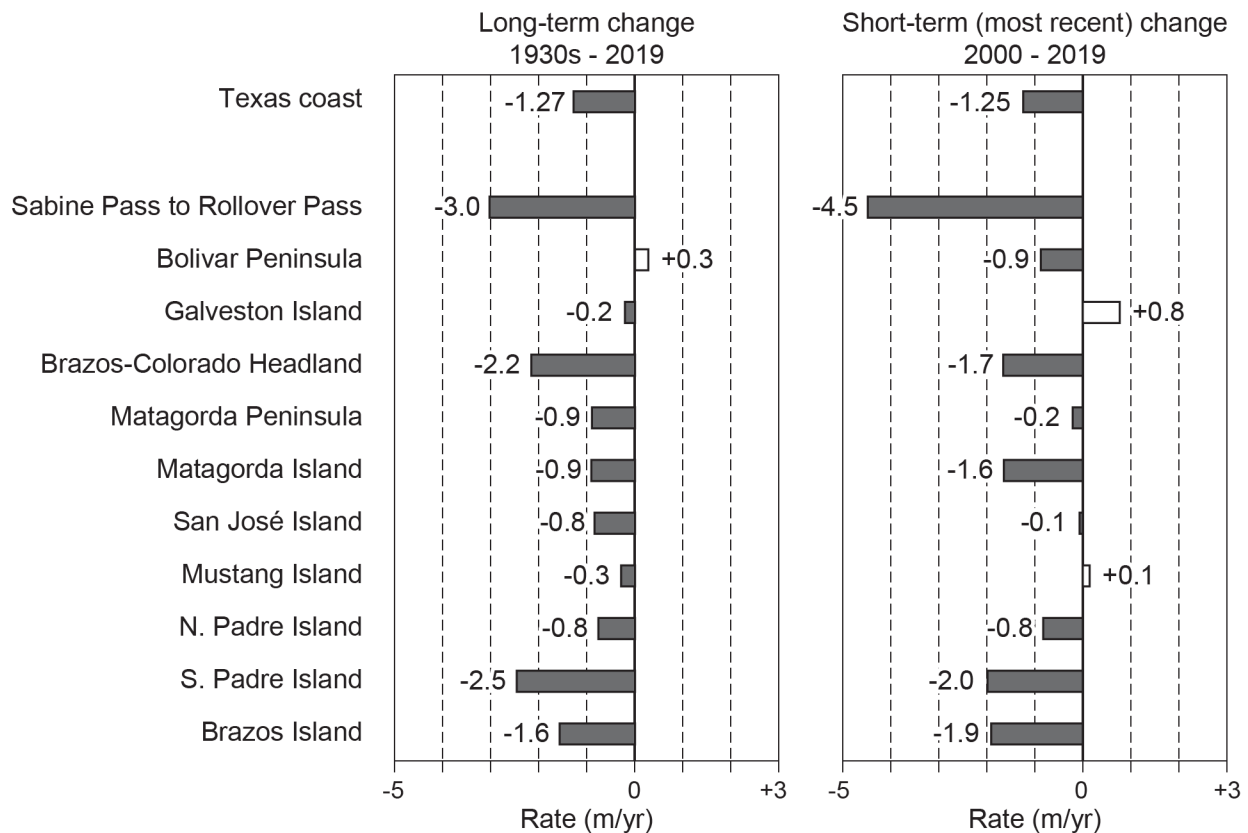 Long-term change
1930s - 2019
Short-term (most recent) change
2000 - 2019
Texas coast -1.27 -1.25
Sabine Pass to Rollover Pass -3.0 -4.5
Bolivar Peninsula +0.3 -0.9
Galveston Island -0.2 +0.8
Brazos-Colorado Headland -2.2 -1.7
Matagorda Peninsula -0.9 -0.2
Matagorda Island -0.9 -1.6
San José Island -0.8 -0.1
Mustang Island -0.3 +0.1
N. Padre Island -0.8 -0.8
S. Padre Island -2.5 -2.0
Brazos Island -1.6 -1.9
-5 0 +3 -5 0 +3
Rate (m/yr) Rate (m/yr)